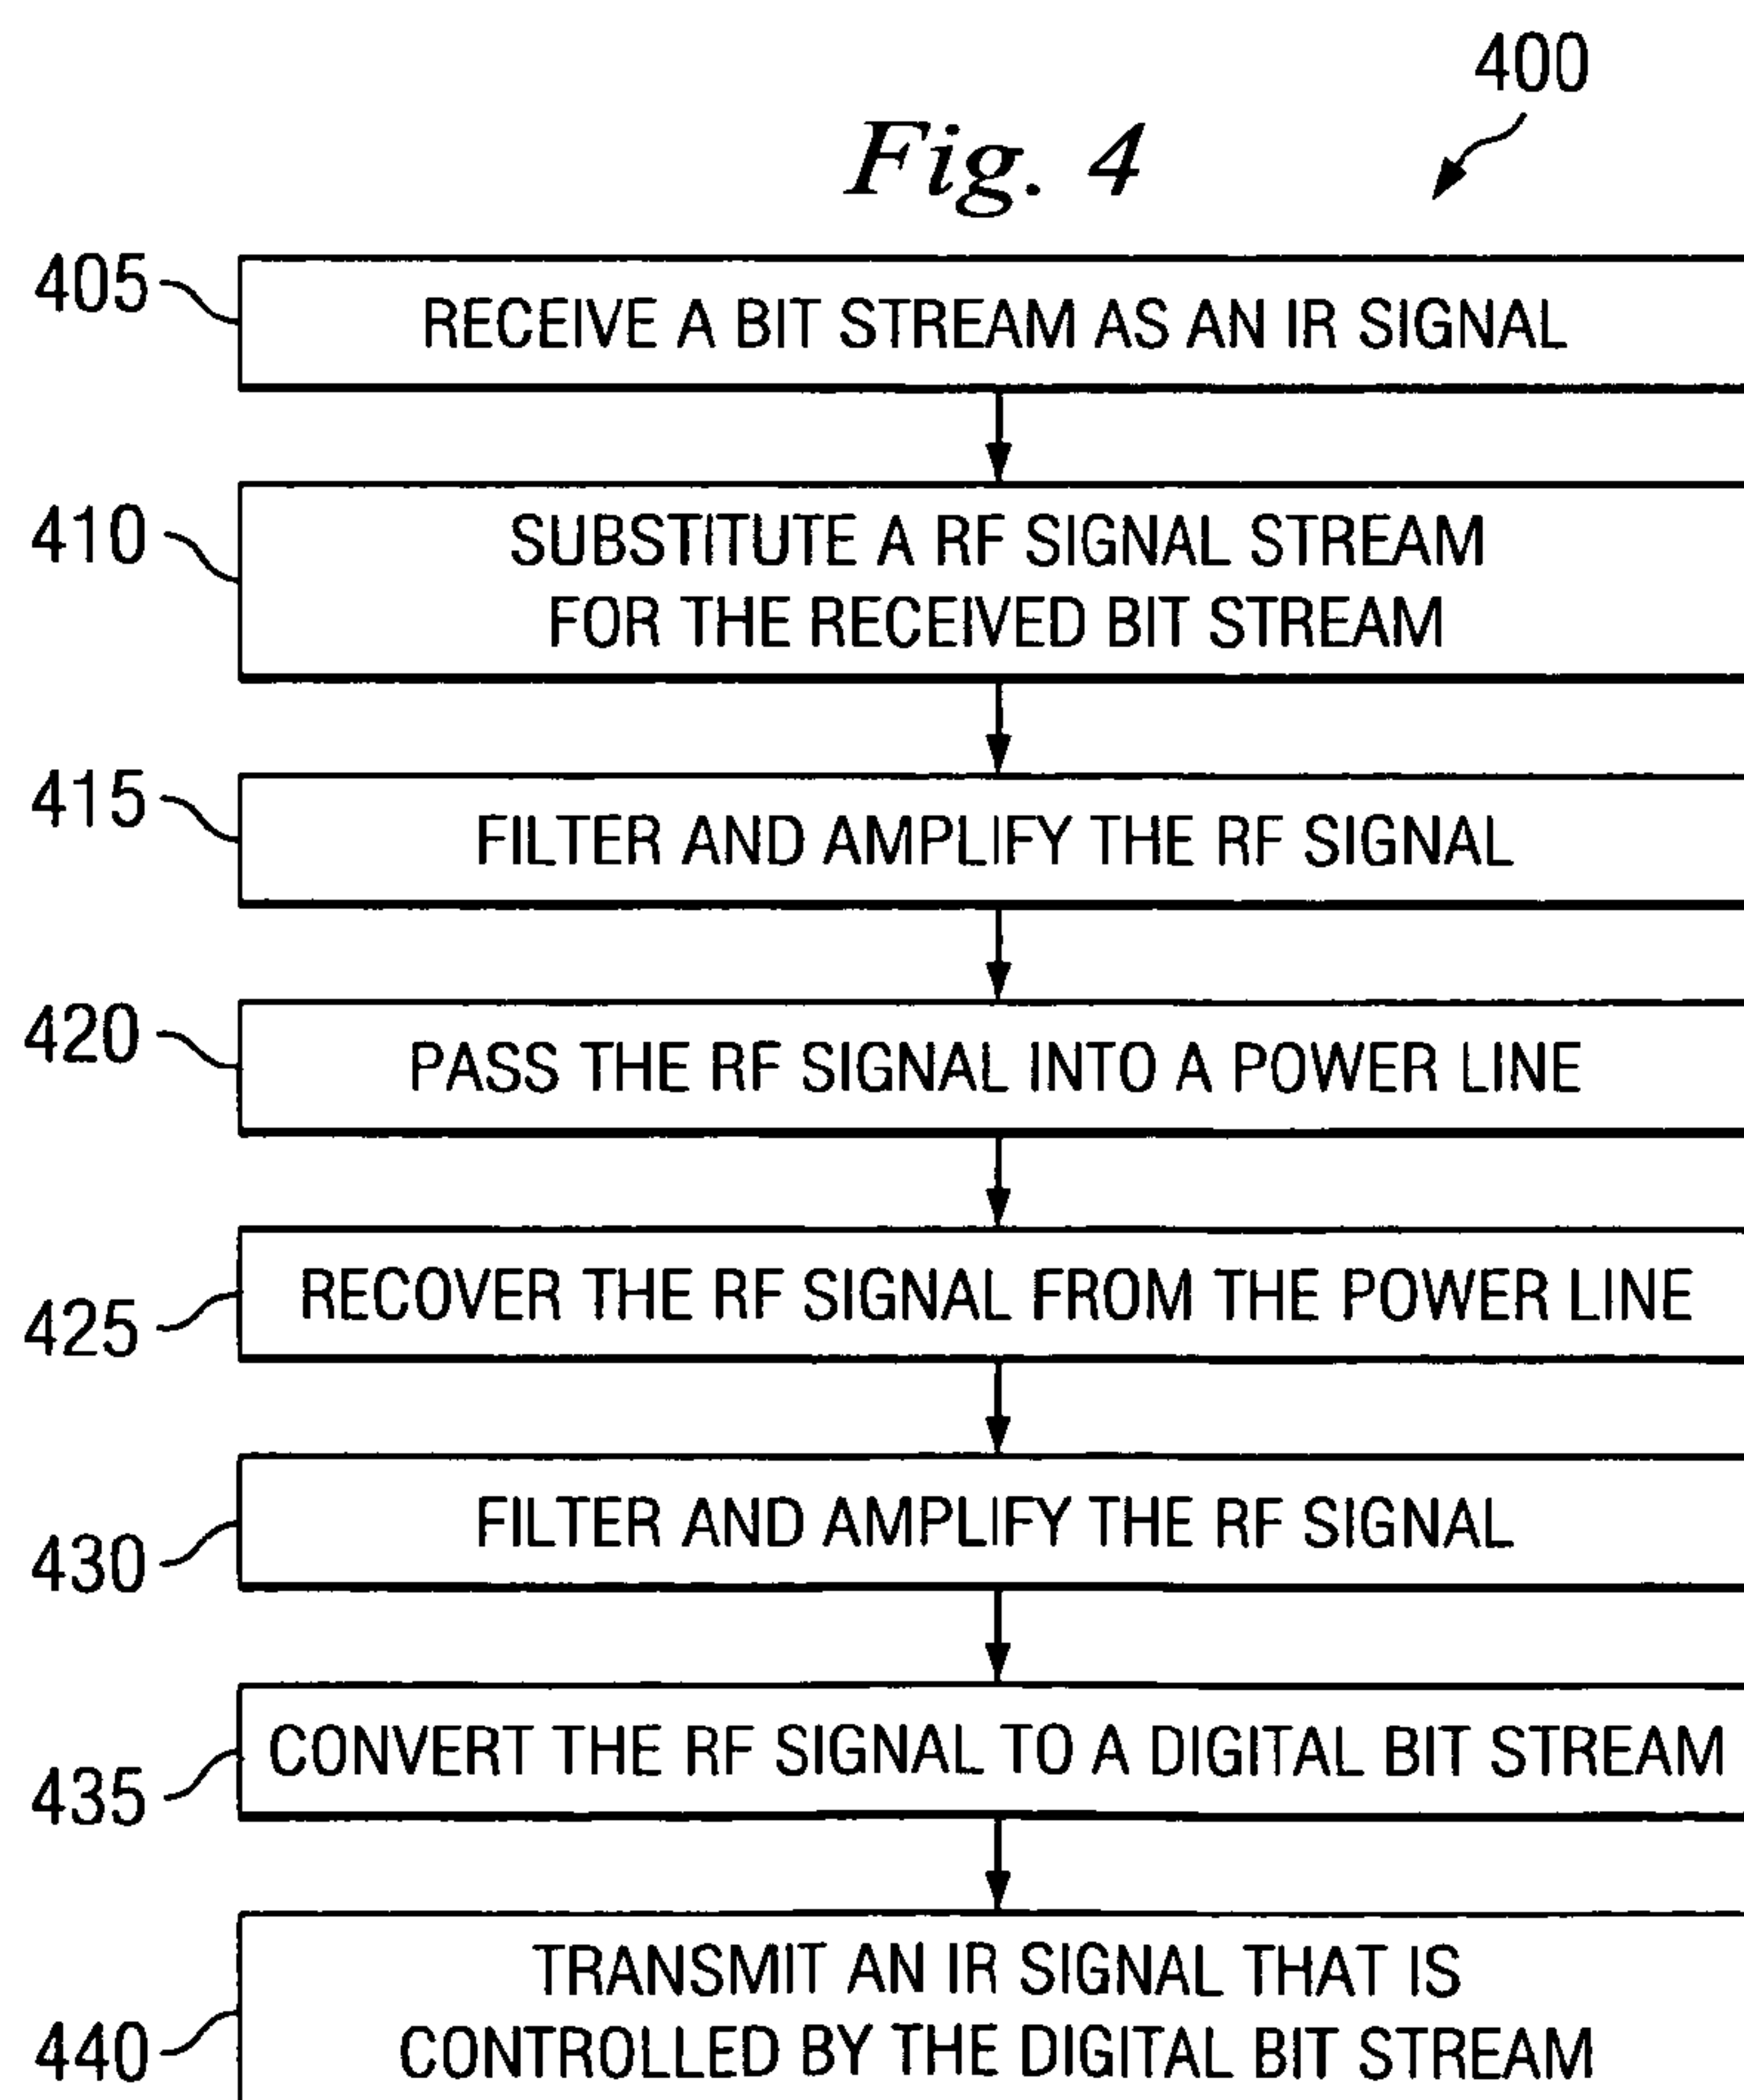 400
Fig. 4
405
RECEIVE A BIT STREAM AS AN IR SIGNAL
410
SUBSTITUTE A RF SIGNAL STREAM
FOR THE RECEIVED BIT STREAM
415
FILTER AND AMPLIFY THE RF SIGNAL
420
PASS THE RF SIGNAL INTO A POWER LINE
425
RECOVER THE RF SIGNAL FROM THE POWER LINE
430
FILTER AND AMPLIFY THE RF SIGNAL
435
CONVERT THE RF SIGNAL TO A DIGITAL BIT STREAM
440
TRANSMIT AN IR SIGNAL THAT IS
CONTROLLED BY THE DIGITAL BIT STREAM